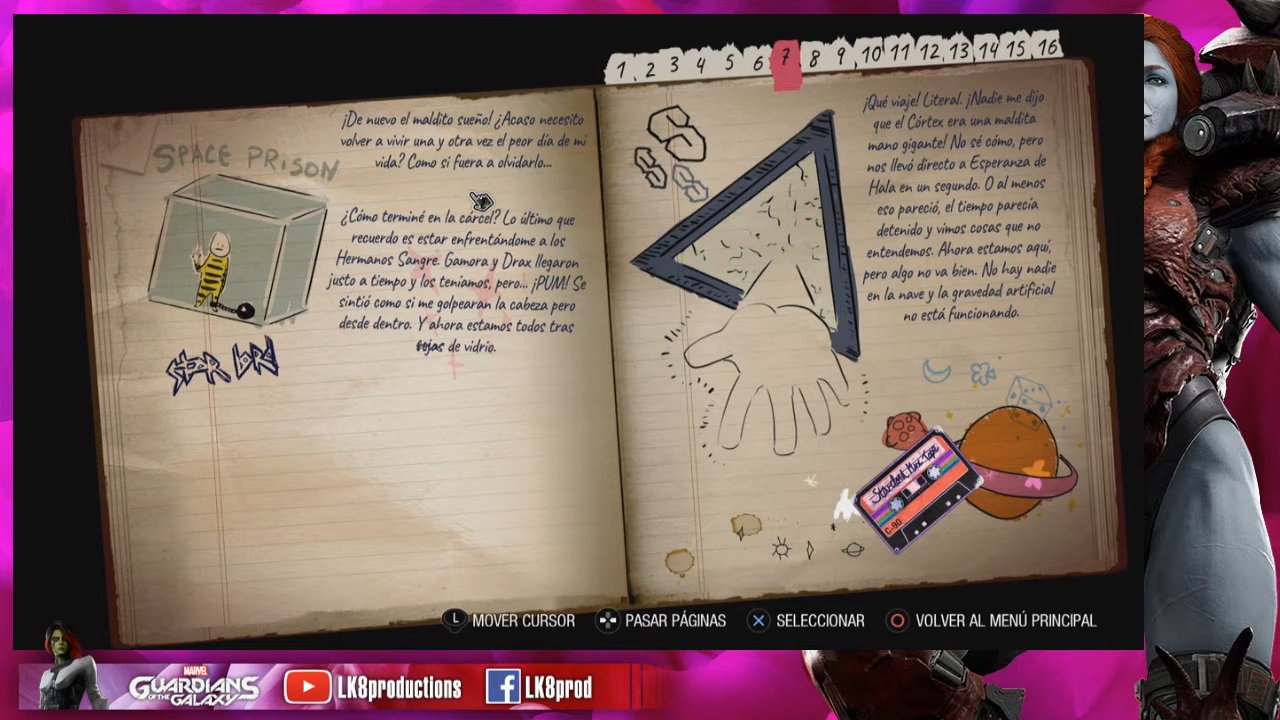 1 2 3 4 5 6 7 8 9 10 11 12 13 14 15 16
SPACE PRISON
¡De nuevo el maldito sueño! ¿Acaso necesito
volver a vivir una y otra vez el peor día de mi
vida? Como si fuera a olvidarlo...
¿Cómo terminé en la cárcel? Lo último que
recuerdo es estar enfrentándome a los
Hermanos Sangre. Gamora y Drax llegaron
justo a tiempo y los teníamos, pero... ¡PUM! Se
sintió como si me golpearan la cabeza pero
desde dentro. Y ahora estamos todos tras
rejas de vidrio.
STAR LORD
¡Qué viaje! Literal. ¡Nadie me dijo
que el Córtex era una maldita
mano gigante! No sé cómo, pero
nos llevó directo a Esperanza de
Hala en un segundo. O al menos
eso pareció, el tiempo parecía
detenido y vimos cosas que no
entendemos. Ahora estamos aquí,
pero algo no va bien. No hay nadie
en la nave y la gravedad artificial
no está funcionando.
Starlord Mix Tape
C-90
L MOVER CURSOR PASAR PÁGINAS SELECCIONAR VOLVER AL MENÚ PRINCIPAL
MARVEL
GUARDIANS
OF THE
GALAXY
LK8productions
LK8prod